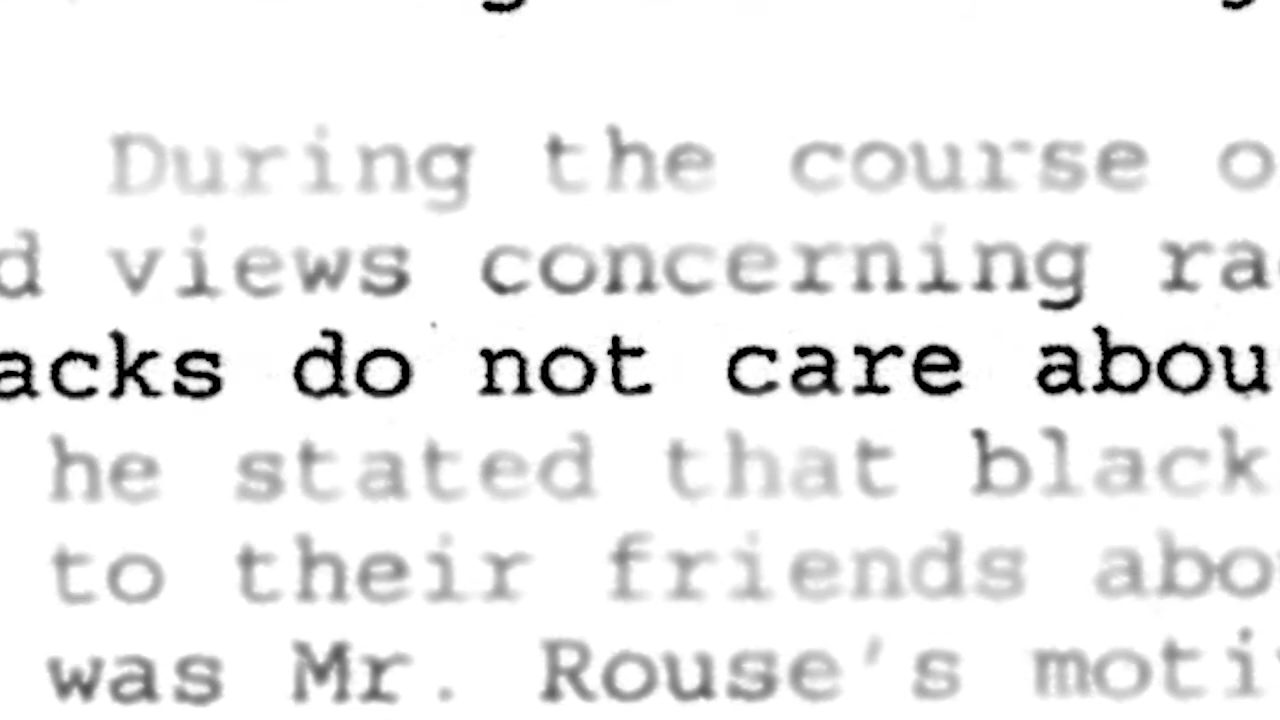 During the course o
d views concerning ra
acks do not care abou
he stated that black
to their friends abou
was Mr. Rouse's moti